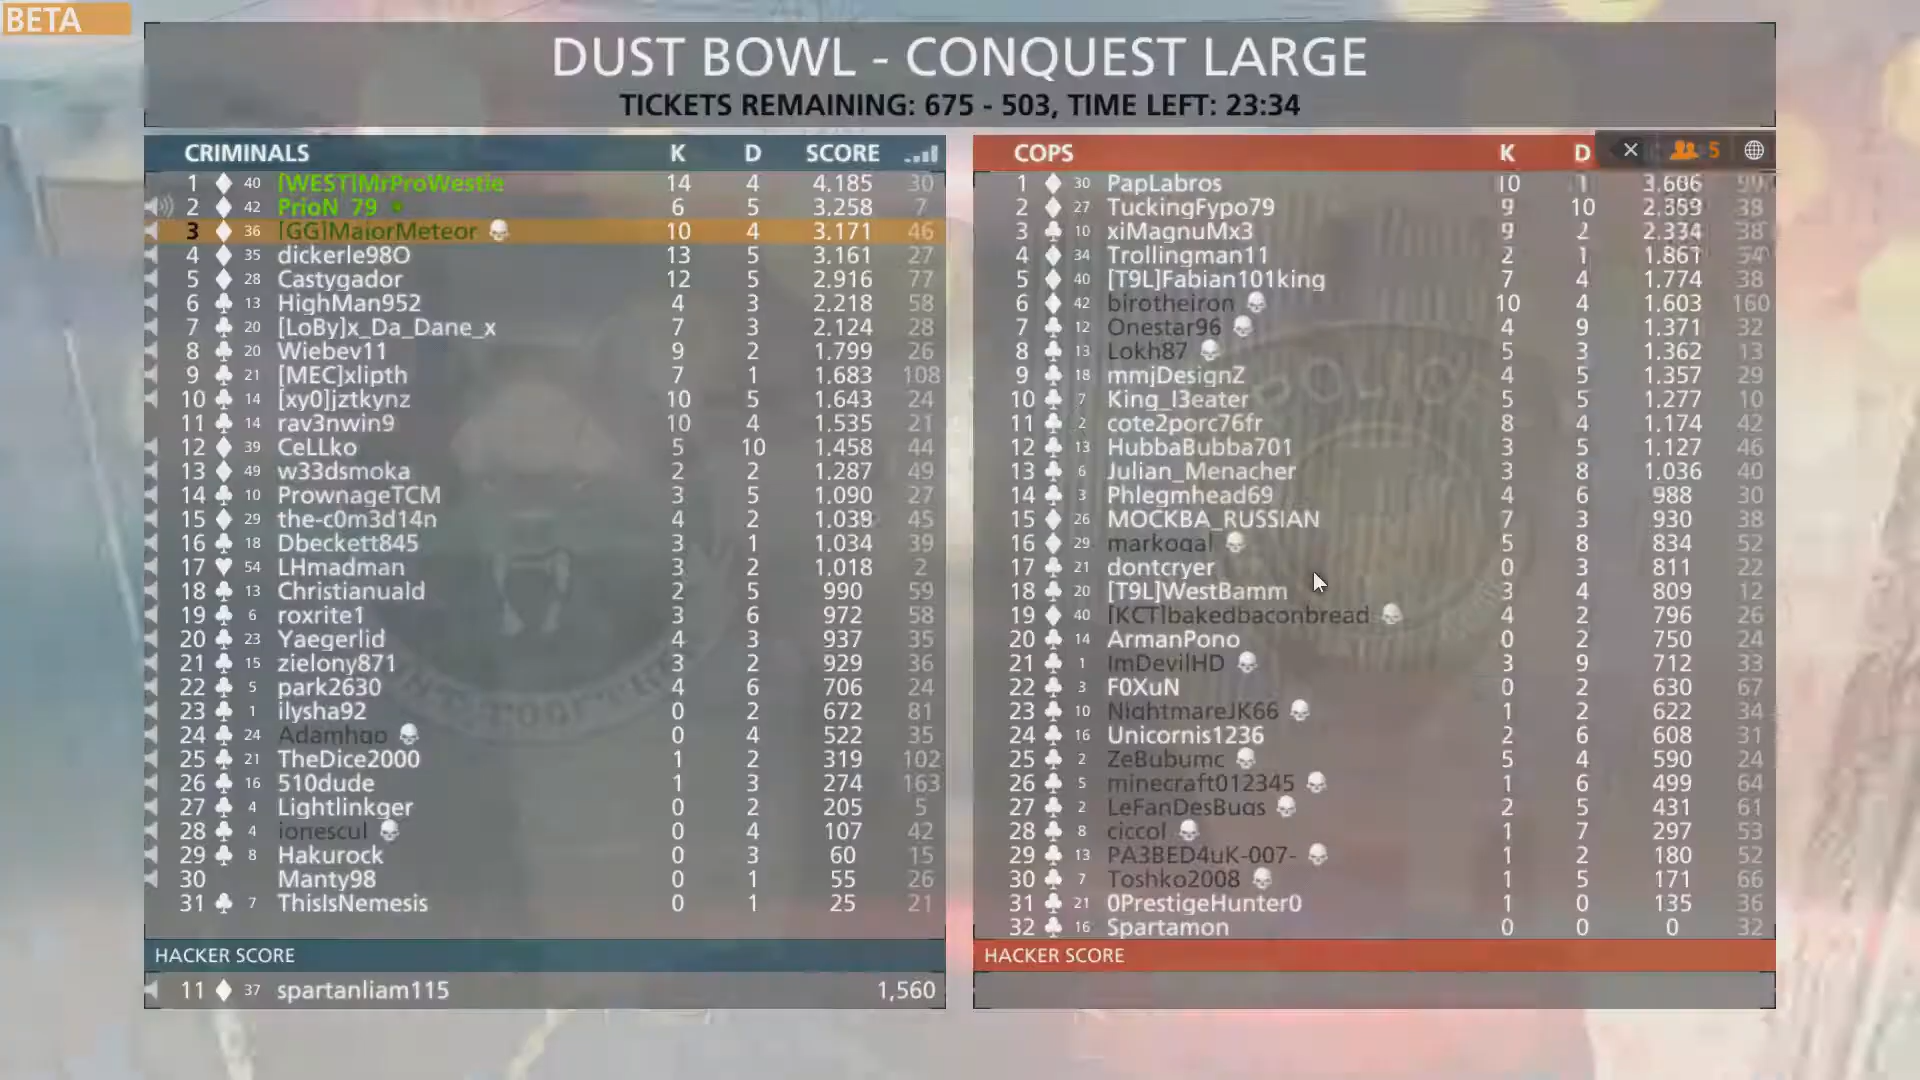 BETA
DUST BOWL - CONQUEST LARGE
TICKETS REMAINING: 675 - 503, TIME LEFT: 23:34
CRIMINALS K D SCORE
1 40 [WEST]MrProWestie 14 4 4.185 30
2 42 PrioN_79 6 5 3.258 7
3 36 [GG]MajorMeteor 10 4 3.171 46
4 35 dickerle98O 13 5 3.161 27
5 28 Castygador 12 5 2.916 77
6 13 HighMan952 4 3 2.218 58
7 20 [LoBy]x_Da_Dane_x 7 3 2.124 28
8 20 Wiebev11 9 2 1.799 26
9 21 [MEC]xlipth 7 1 1.683 108
10 14 [xy0]jztkynz 10 5 1.643 24
11 14 rav3nwin9 10 4 1.535 21
12 39 CeLLko 5 10 1.458 44
13 49 w33dsmoka 2 2 1.287 49
14 10 PrownageTCM 3 5 1.090 27
15 29 the-c0m3d14n 4 2 1.039 45
16 18 Dbeckett845 3 1 1.034 39
17 54 LHmadman 3 2 1,018 2
18 13 Christianuald 2 5 990 59
19 6 roxrite1 3 6 972 58
20 23 Yaegerlid 4 3 937 35
21 15 zielony871 3 2 929 36
22 5 park2630 4 6 706 24
23 1 ilysha92 0 2 672 81
24 24 Adamhgo 0 4 522 35
25 21 TheDice2000 1 2 319 102
26 16 510dude 1 3 274 163
27 4 Lightlinkger 0 2 205 5
28 4 ionescul 0 4 107 42
29 8 Hakurock 0 3 60 15
30 Manty98 0 1 55 26
31 7 ThisIsNemesis 0 1 25 21
HACKER SCORE
11 37 spartanliam115 1,560
COPS K D 5
1 30 PapLabros 10 1 3.606
2 27 TuckingFypo79 9 10 2.359 38
3 10 xiMagnuMx3 9 2 2.334 38
4 34 Trollingman11 2 1 1.861 54
5 40 [T9L]Fabian101king 7 4 1.774 38
6 42 birotheiron 10 4 1.603 160
7 12 Onestar96 4 9 1.371 32
8 13 Lokh87 5 3 1.362 13
9 18 mmjDesignZ 4 5 1.357 29
10 7 King_l3eater 5 5 1.277 10
11 2 cote2porc76fr 8 4 1.174 42
12 13 HubbaBubba701 3 5 1.127 46
13 6 Julian_Menacher 3 8 1.036 40
14 3 Phlegmhead69 4 6 988 30
15 26 MOCKBA_RUSSIAN 7 3 930 38
16 29 markogal 5 8 834 52
17 21 dontcryer 0 3 811 22
18 20 [T9L]WestBamm 3 4 809 12
19 40 [KCT]bakedbaconbread 4 2 796 26
20 14 ArmanPono 0 2 750 24
21 1 ImDevilHD 3 9 712 33
22 3 F0XuN 0 2 630 67
23 10 NightmareJK66 1 2 622 34
24 16 Unicornis1236 2 6 608 31
25 2 ZeBubumc 5 4 590 24
26 5 minecraft012345 1 6 499 64
27 2 LeFanDesBugs 2 5 431 61
28 8 ciccol 1 7 297 53
29 13 PA3BED4uK-007- 1 2 180 52
30 7 Toshko2008 1 5 171 66
31 21 0PrestigeHunter0 1 0 135 36
32 16 Spartamon 0 0 0 32
HACKER SCORE
POLICE